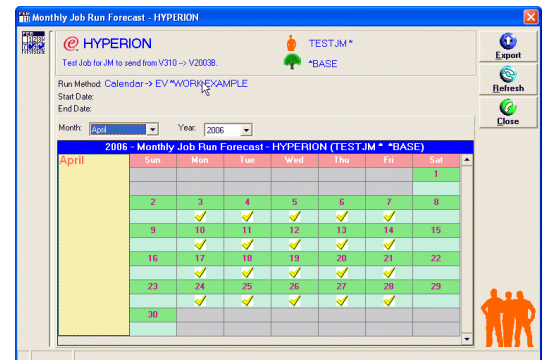 Monthly Job Run Forecast - HYPERION
HYPERION
TESTJM *
Test Job for JM to send from V310 --> V2003B.
*BASE
Export
Refresh
Close
Run Method: Calendar -> EV *WORK EXAMPLE
Start Date:
End Date:
Month: April Year: 2006
2006 - Monthly Job Run Forecast - HYPERION (TESTJM * *BASE)
April Sun Mon Tue Wed Thu Fri Sat
1
2 3 4 5 6 7 8
9 10 11 12 13 14 15
16 17 18 19 20 21 22
23 24 25 26 27 28 29
30